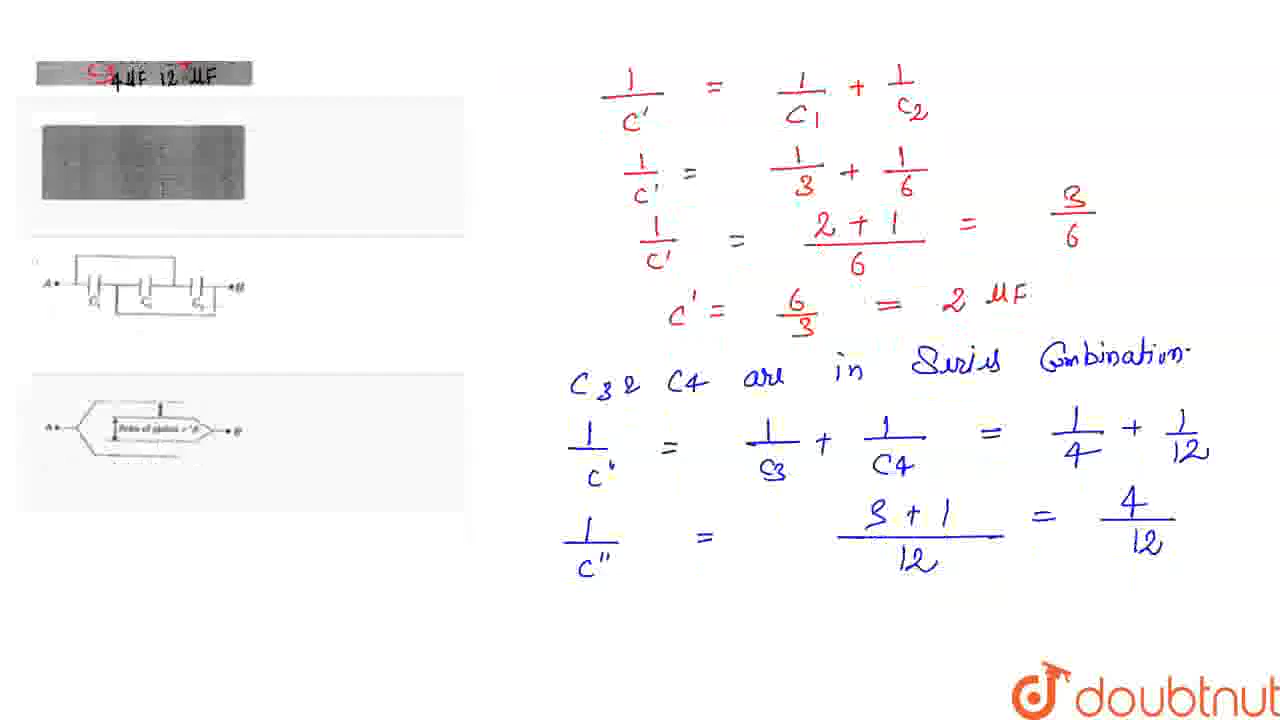 4 μF 12 μF
A B
C1 C2 C3
A B
1/C' = 1/C1 + 1/C2
1/C' = 1/3 + 1/6
1/C' = 2 + 1/6 = 3/6
C' = 6/3 = 2 μF
C3 & C4 are in Series Combination.
1/C' = 1/C3 + 1/C4 = 1/4 + 1/12
1/C'' = 3 + 1/12 = 4/12
doubtnut